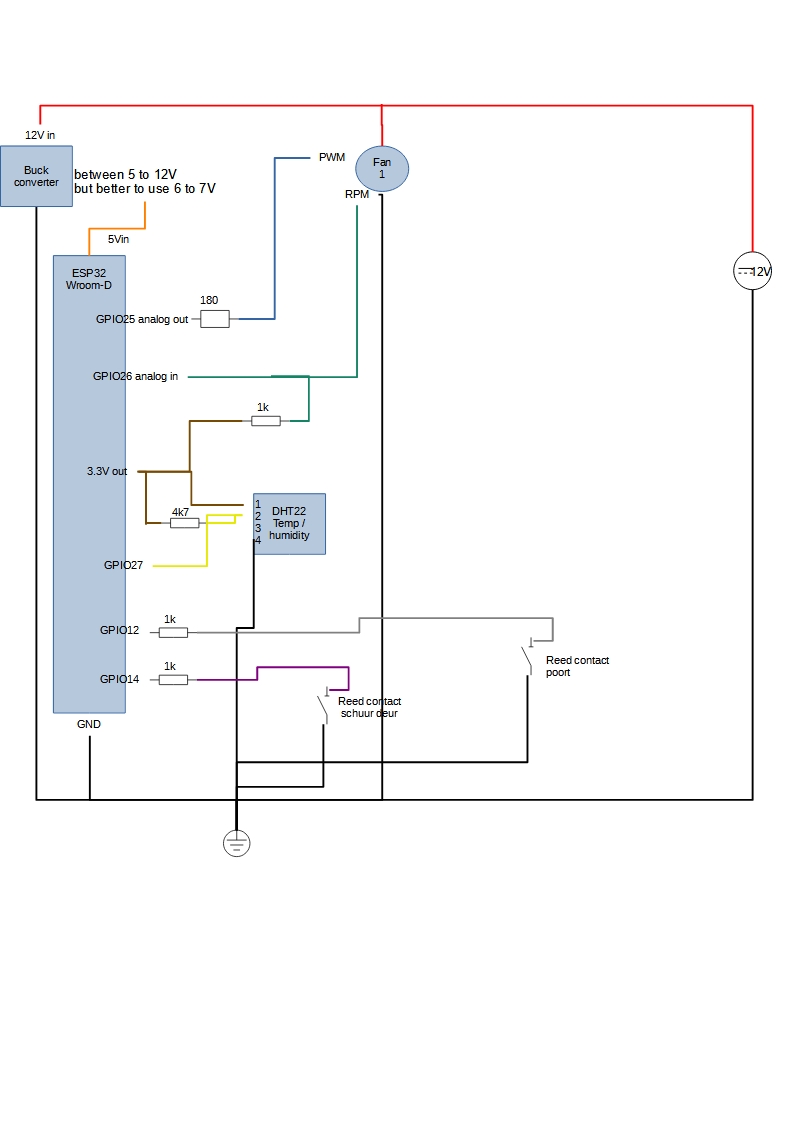 12V in
Buck
converter
between 5 to 12V
but better to use 6 to 7V
PWM
Fan
1
RPM
5Vin
12V
ESP32
Wroom-D
180
GPIO25 analog out
GPIO26 analog in
1k
3.3V out
4k7
1
2
3
4
DHT22
Temp /
humidity
GPIO27
1k
GPIO12
Reed contact
poort
1k
GPIO14
Reed contact
schuur deur
GND